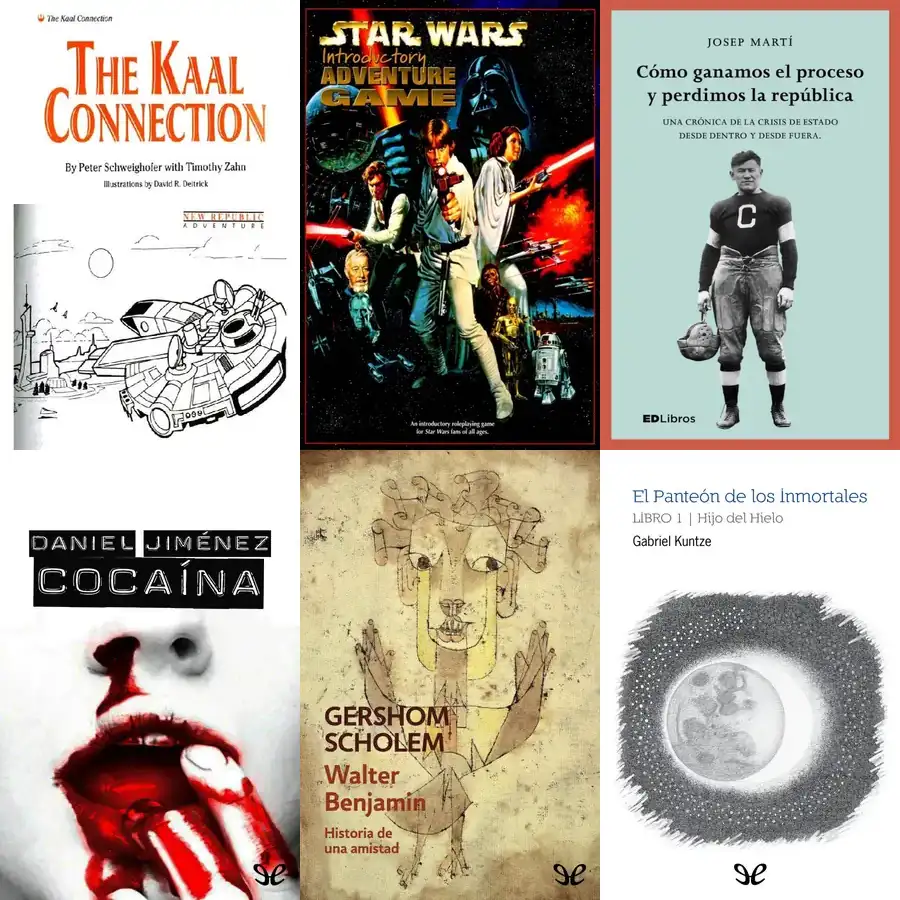 The Kaal Connection
THE KAAL
CONNECTION
By Peter Schweighofer with Timothy Zahn
Illustrations by David R. Deitrick
NEW REPUBLIC
ADVENTURE
STAR WARS
Introductory
ADVENTURE
GAME
An introductory roleplaying game
for Star Wars fans of all ages.
JOSEP MARTÍ
Cómo ganamos el proceso
y perdimos la república
UNA CRÓNICA DE LA CRISIS DE ESTADO
DESDE DENTRO Y DESDE FUERA.
C
EDLibros
DANIEL JIMÉNEZ
COCAÍNA
GERSHOM
SCHOLEM
Walter
Benjamin
Historia de
una amistad
El Panteón de los inmortales
LIBRO 1 | Hijo del Hielo
Gabriel Kuntze